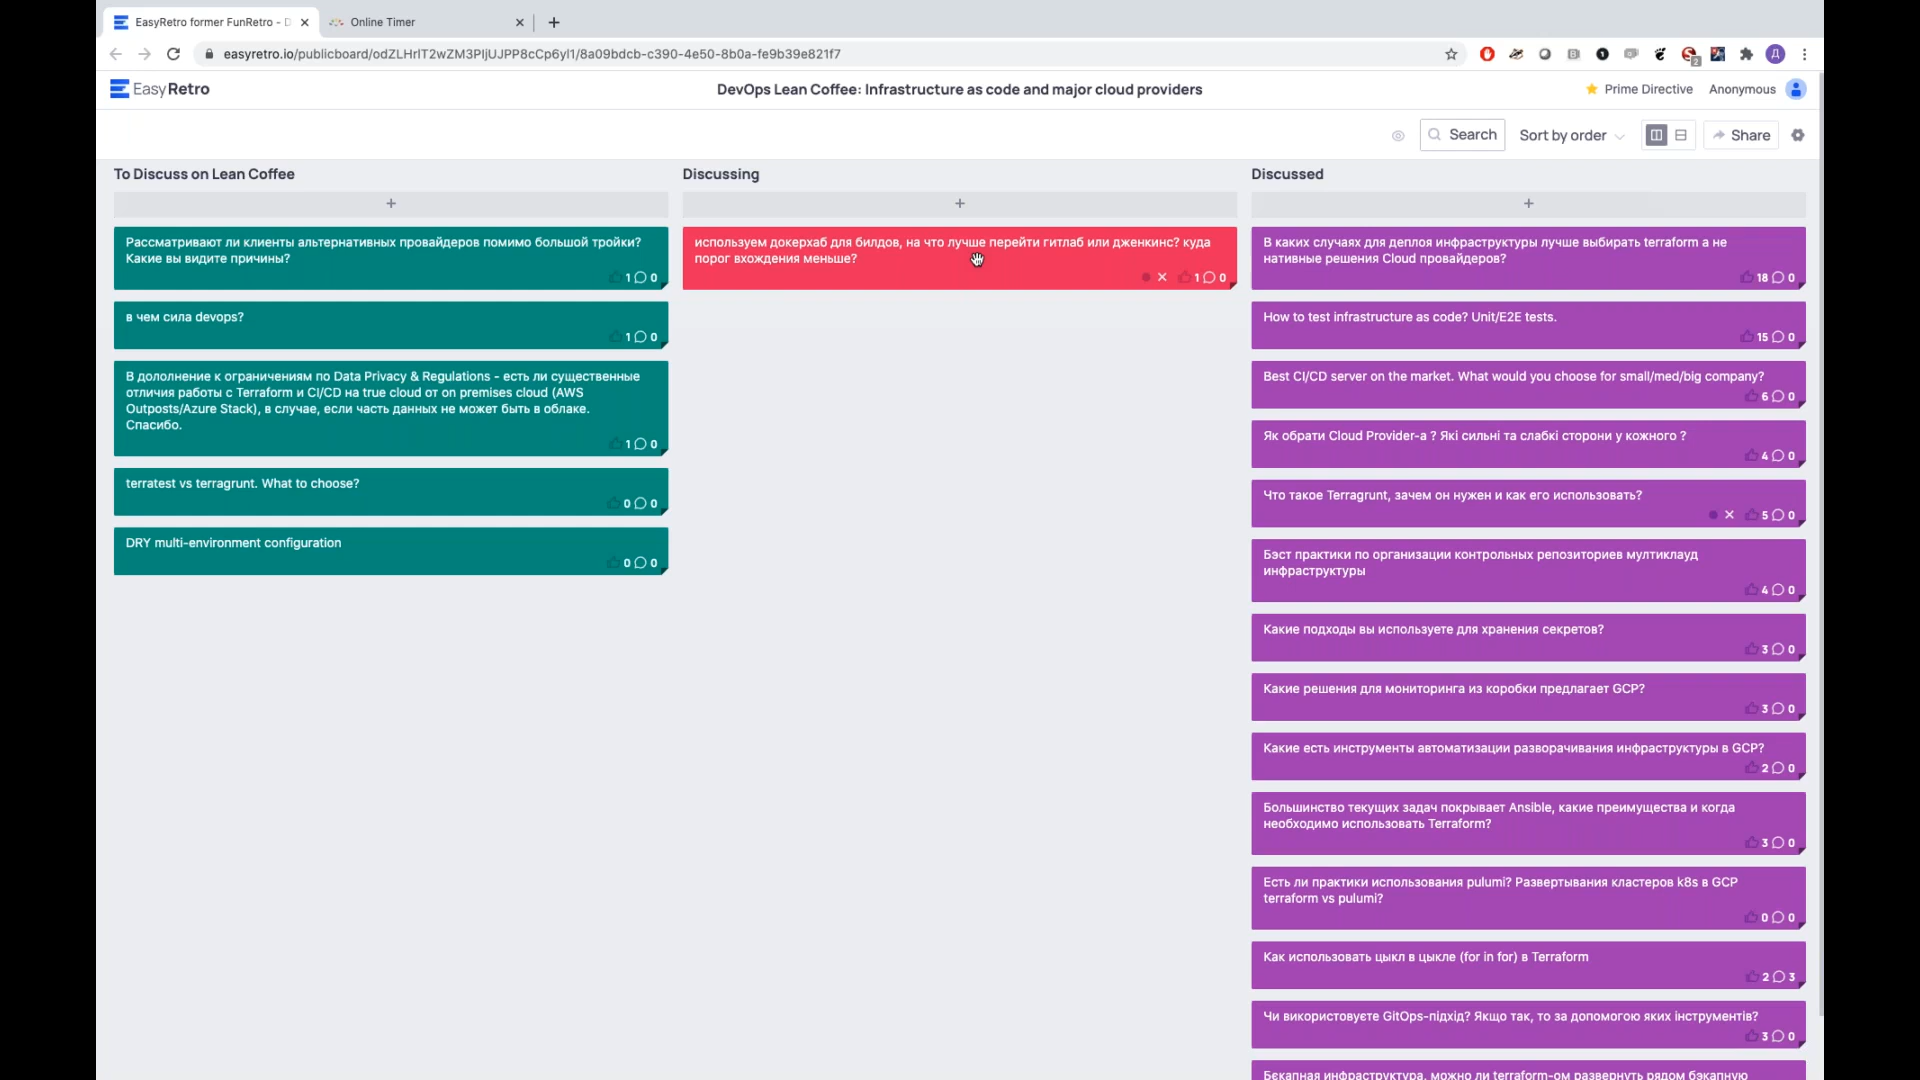 EasyRetro former FunRetro - D
Online Timer
easyretro.io/publicboard/odZLHrIT2wZM3PIjUJPP8cCp6yl1/8a09bdcb-c390-4e50-8b0a-fe9b39e821f7
2
Д
EasyRetro
DevOps Lean Coffee: Infrastructure as code and major cloud providers
Prime Directive
Anonymous
Search
Sort by order
Share
To Discuss on Lean Coffee
Рассматривают ли клиенты альтернативных провайдеров помимо большой тройки?
Какие вы видите причины?
1 0
в чем сила devops?
1 0
В дололнение к ограничениям по Data Privacy & Regulations - есть ли существенные
отличия работы с Terraform и CI/CD на true cloud от on premises cloud (AWS
Outposts/Azure Stack), в случае, если часть данных не может быть в облаке.
Спасибо.
1 0
terratest vs terragrunt. What to choose?
0 0
DRY multi-environment configuration
0 0
Discussing
используем докерхаб для билдов, на что лучше перейти гитлаб или дженкинс? куда
порог вхождения меньше?
1 0
Discussed
В каких случаях для деплоя инфраструктуры лучше выбирать terraform а не
нативные решения Cloud провайдеров?
18 0
How to test infrastructure as code? Unit/E2E tests.
15 0
Best CI/CD server on the market. What would you choose for small/med/big company?
6 0
Як обрати Cloud Provider-а ? Які сильні та слабкі сторони у кожного ?
4 0
Что такое Terragrunt, зачем он нужен и как его использовать?
5 0
Бэст практики по организации контрольных репозиториев мултиклауд
инфраструктуры
4 0
Какие подходы вы используете для хранения секретов?
3 0
Какие решения для мониторинга из коробки предлагает GCP?
3 0
Какие есть инструменты автоматизации разворачивания инфраструктуры в GCP?
2 0
Большинство текущих задач покрывает Ansible, какие преимущества и когда
необходимо использовать Terraform?
3 0
Есть ли практики использования pulumi? Развертывания кластеров k8s в GCP
terraform vs pulumi?
0 0
Как использовать цыкл в цыкле (for in for) в Terraform
2 3
Чи використовуєте GitOps-підхід? Якщо так, то за допомогою яких інструментів?
3 0
Бєкапная инфраструктура, можно ли terraform-ом развернуть рядом бэкапную